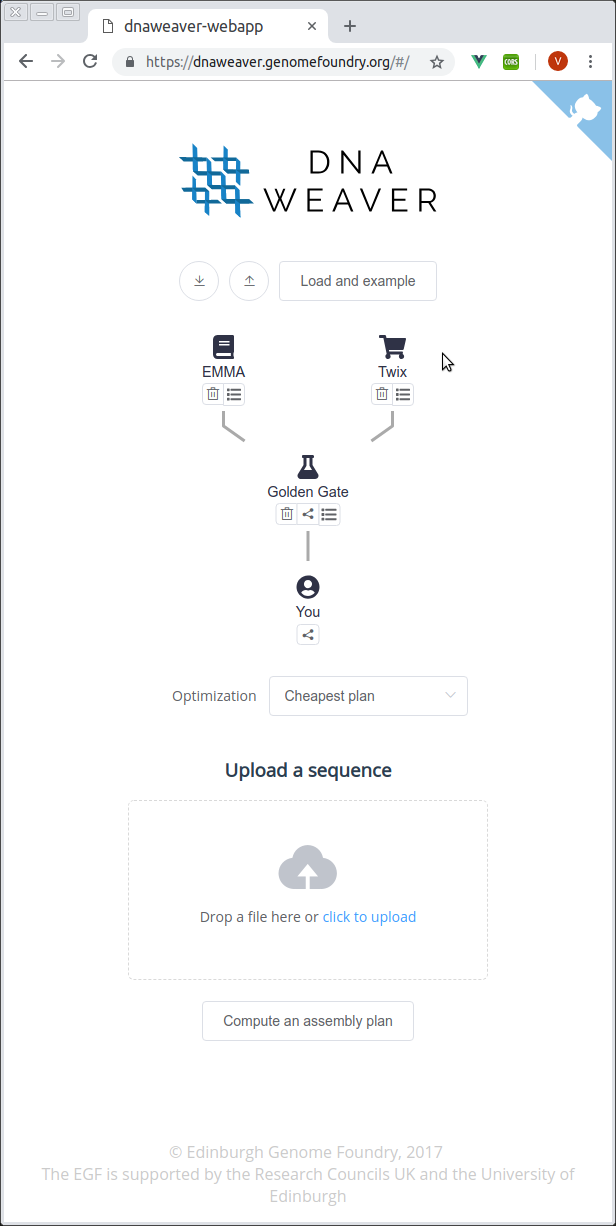 dnaweaver-webapp
https://dnaweaver.genomefoundry.org/#/
CORS
V
DNA
WEAVER
Load and example
EMMA
Twix
Golden Gate
You
Optimization
Cheapest plan
Upload a sequence
Drop a file here or click to upload
Compute an assembly plan
© Edinburgh Genome Foundry, 2017
The EGF is supported by the Research Councils UK and the University of
Edinburgh